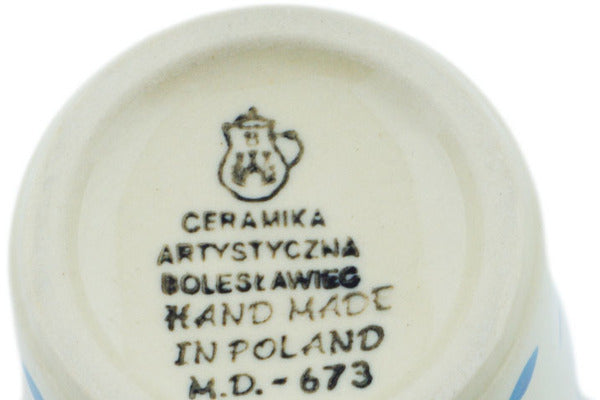 CERAMIKA
ARTYSTYCZNA
BOLESŁAWIEC
HAND MADE
IN POLAND
M.D. - 673